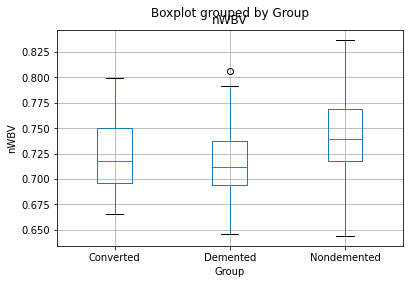 Boxplot grouped by Group
nWBV
0.825
0.800
0.775
0.750
0.725
0.700
0.675
0.650
nWBV
Converted
Demented
Nondemented
Group